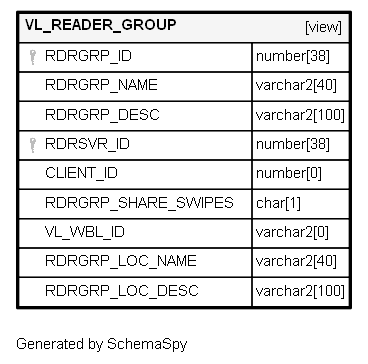 VL_READER_GROUP [view]
RDRGRP_ID number[38]
RDRGRP_NAME varchar2[40]
RDRGRP_DESC varchar2[100]
RDRSVR_ID number[38]
CLIENT_ID number[0]
RDRGRP_SHARE_SWIPES char[1]
VL_WBL_ID varchar2[0]
RDRGRP_LOC_NAME varchar2[40]
RDRGRP_LOC_DESC varchar2[100]
Generated by SchemaSpy